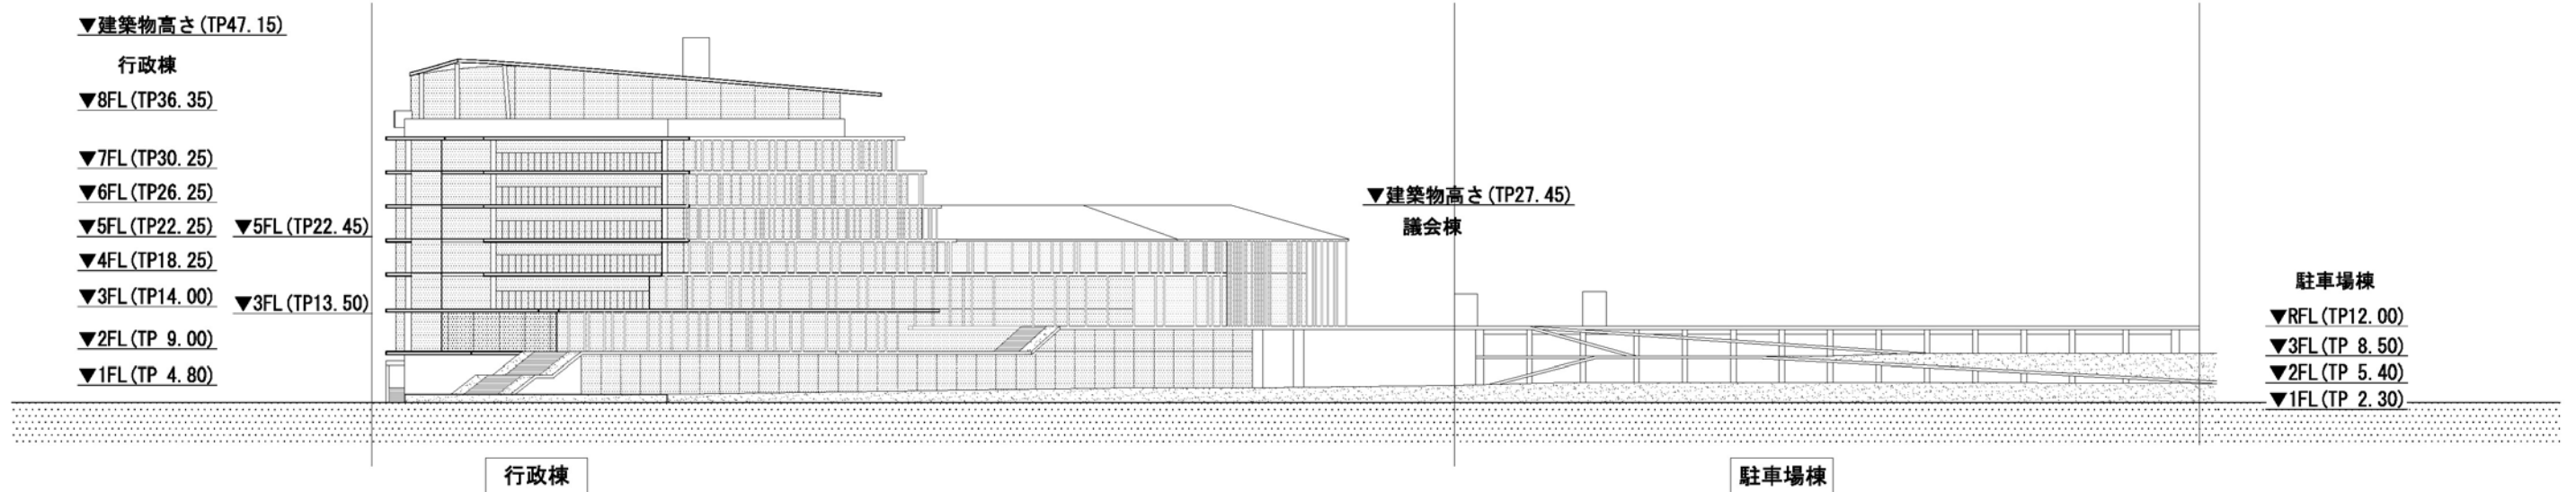 ▼建築物高さ(TP47.15)
行政棟
▼8FL(TP36.35)
▼7FL(TP30.25)
▼6FL(TP26.25)
▼5FL(TP22.25) ▼5FL(TP22.45)
▼4FL(TP18.25)
▼3FL(TP14.00) ▼3FL(TP13.50)
▼2FL(TP 9.00)
▼1FL(TP 4.80)
▼建築物高さ(TP27.45)
議会棟
駐車場棟
▼RFL(TP12.00)
▼3FL(TP 8.50)
▼2FL(TP 5.40)
▼1FL(TP 2.30)
行政棟
駐車場棟